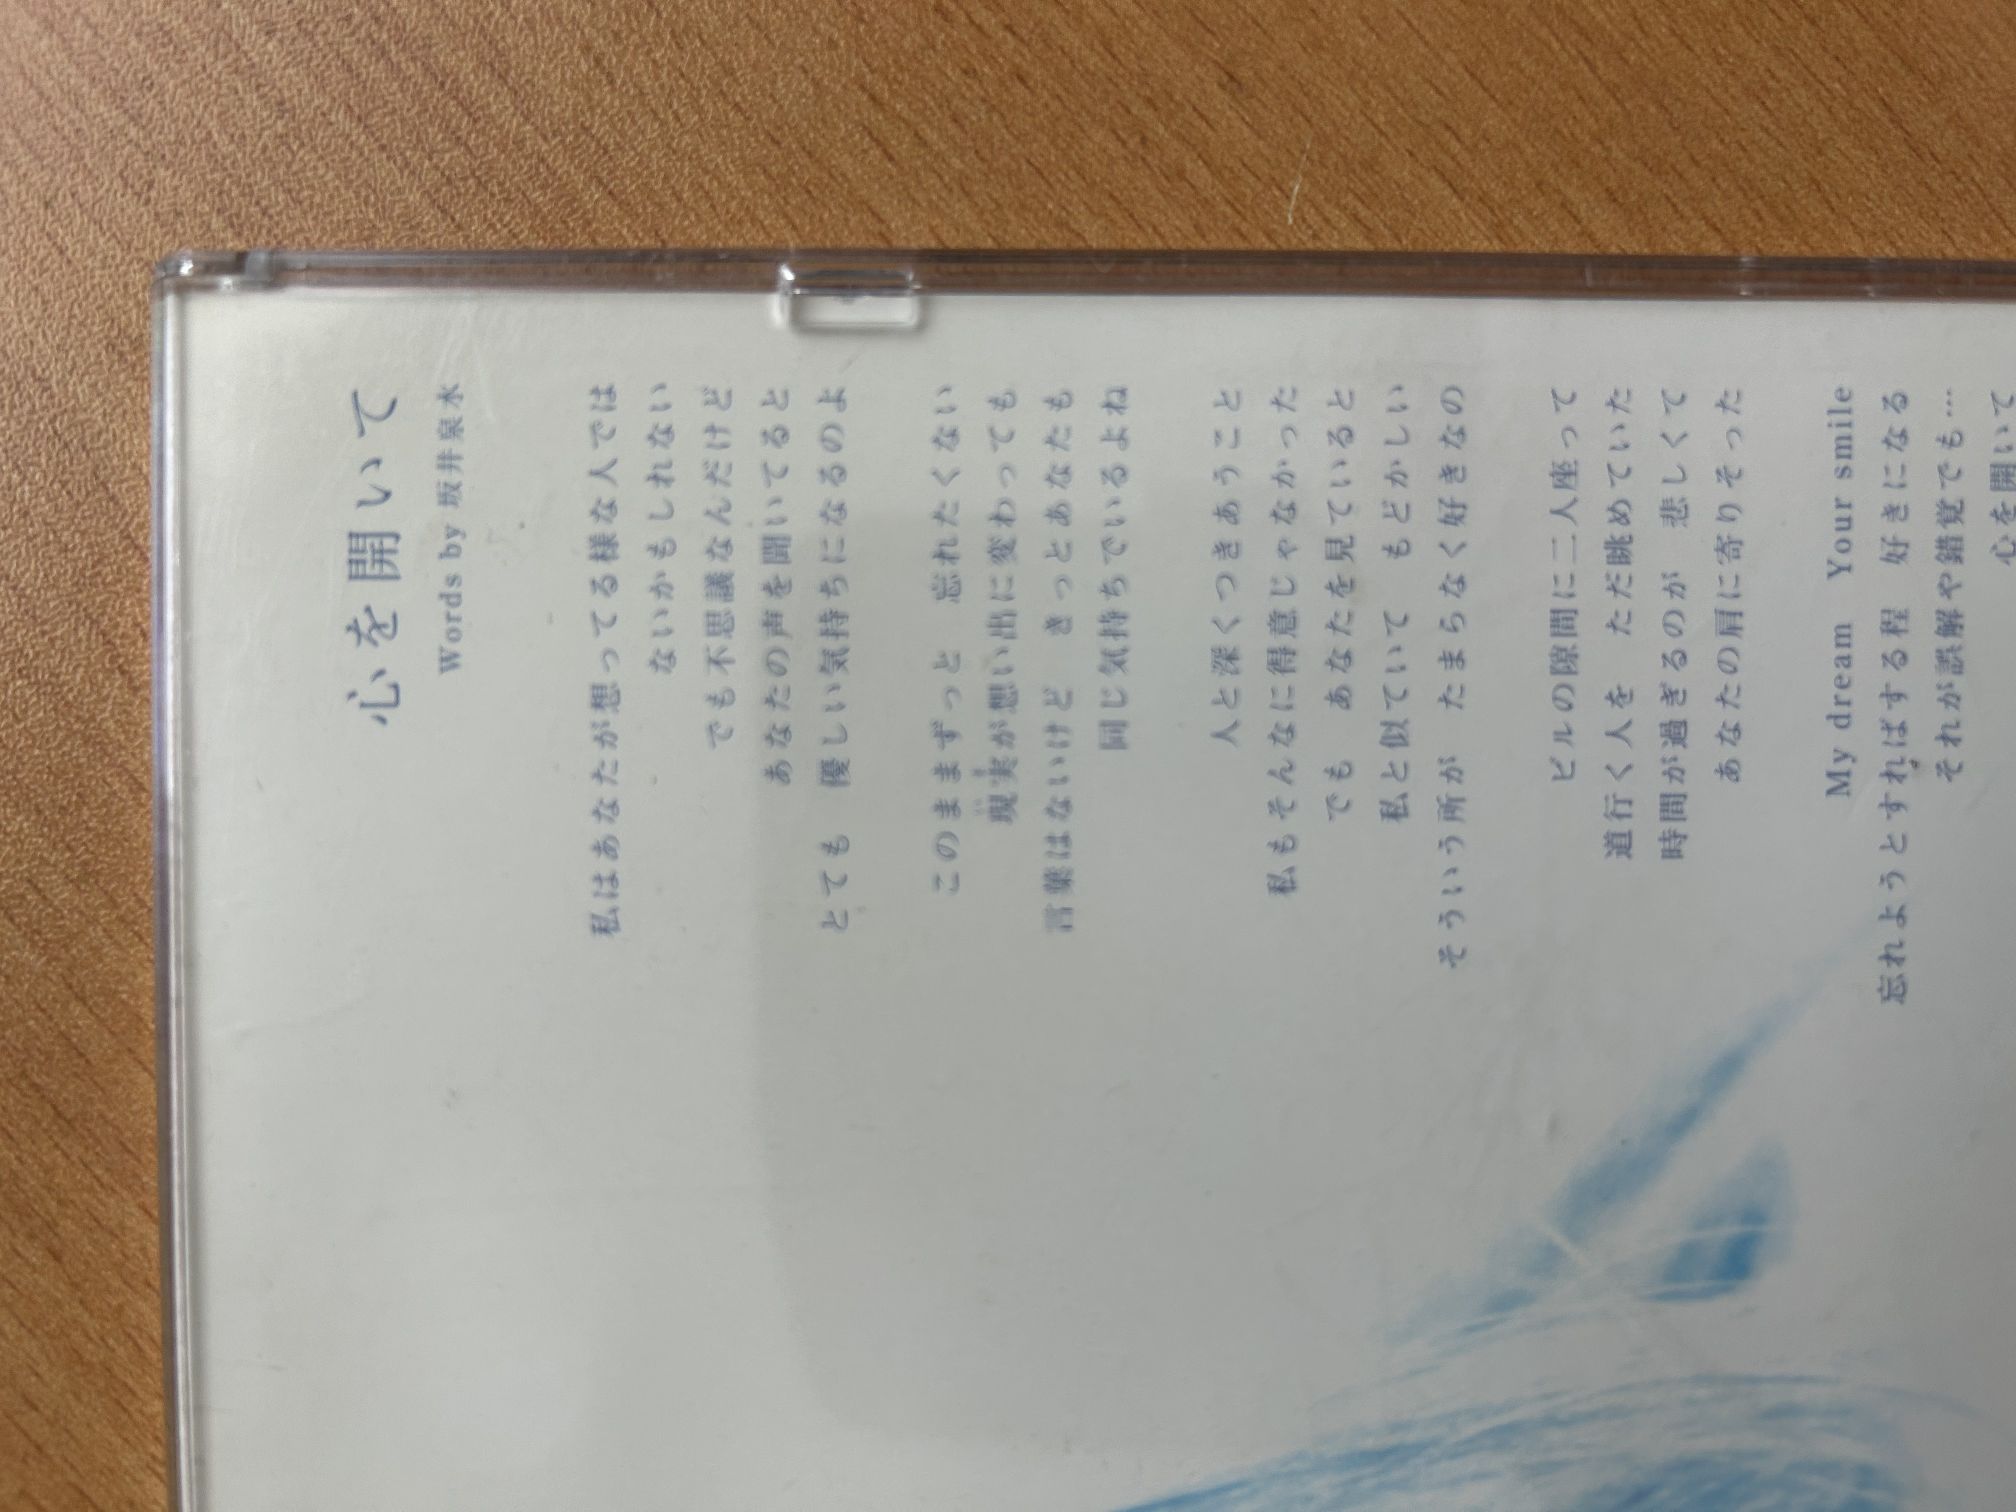 心を開いて
Words by 坂井泉水
私はあなたが想ってる様な人では
ないかもしれない
でも不思議なんだけど
あなたの声を聞いてると
とても　優しい気持ちになるのよ
このままずっと　忘れたくない
現実が想い出に変わっても
言葉はないけど　きっとあなたも
同じ気持ちでいるよね
人と深くつきあうこと
私もそんなに得意じゃなかった
でも　あなたを見ていると
私と似ていて　もどかしい
そういう所が　たまらなく好きなの
ビルの隙間に二人座って
道行く人を　ただ眺めていた
時間が過ぎるのが　悲しくて
あなたの肩に寄りそった
My dream　Your smile
忘れようとすればする程　好きになる
それが誤解や錯覚でも…
心を開いて